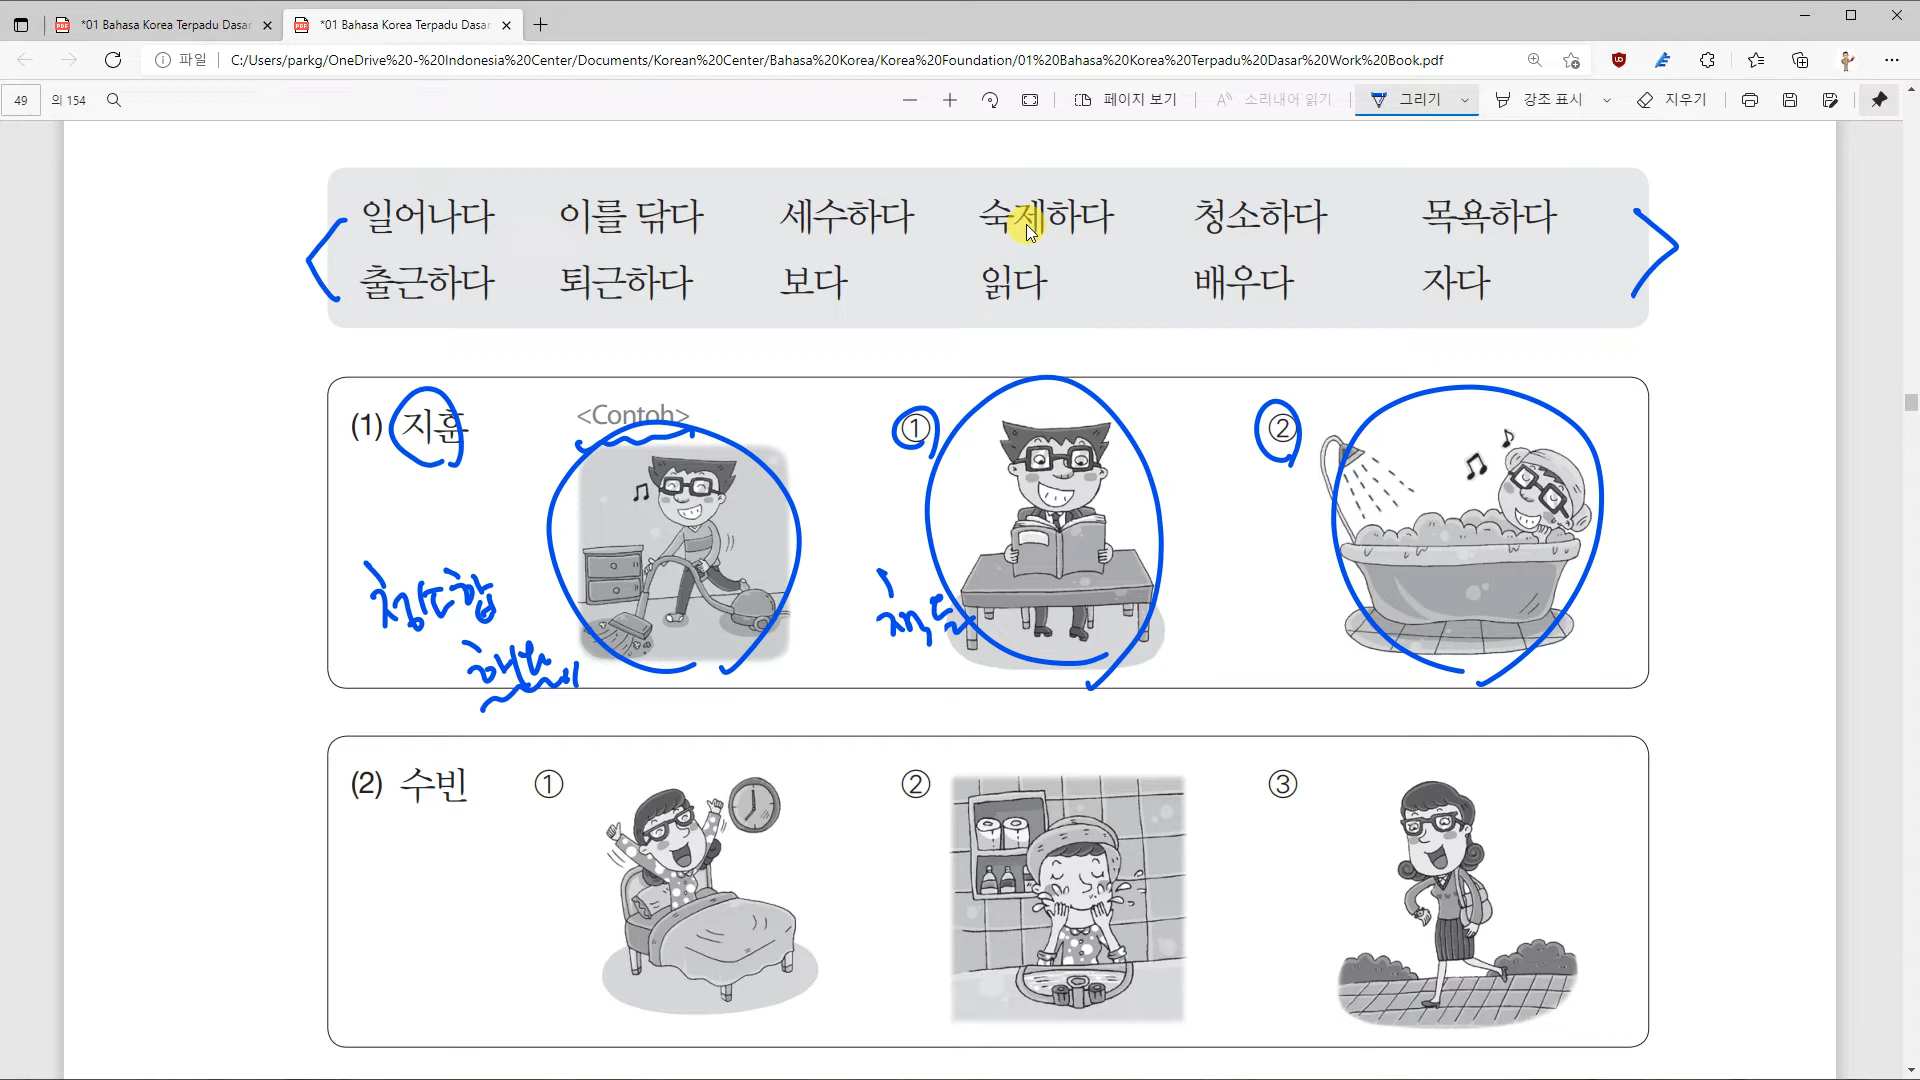 *01 Bahasa Korea Terpadu Dasar
*01 Bahasa Korea Terpadu Dasar
파일 C:/Users/parkg/OneDrive%20-%20Indonesia%20Center/Documents/Korean%20Center/Bahasa%20Korea/Korea%20Foundation/01%20Bahasa%20Korea%20Terpadu%20Dasar%20Work%20Book.pdf
49 의 154 페이지 보기 소리내어 읽기 그리기 강조 표시 지우기
일어나다 이를 닦다 세수하다 숙제하다 청소하다 목욕하다
출근하다 퇴근하다 보다 읽다 배우다 자다
(1) 지훈 <Contoh> ① ②
청소합
(2) 수빈 ① ② ③